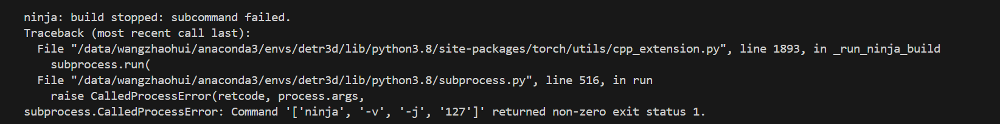 ninja: build stopped: subcommand failed.
Traceback (most recent call last):
  File "/data/wangzhaohui/anaconda3/envs/detr3d/lib/python3.8/site-packages/torch/utils/cpp_extension.py", line 1893, in _run_ninja_build
    subprocess.run(
  File "/data/wangzhaohui/anaconda3/envs/detr3d/lib/python3.8/subprocess.py", line 516, in run
    raise CalledProcessError(retcode, process.args,
subprocess.CalledProcessError: Command '['ninja', '-v', '-j', '127']' returned non-zero exit status 1.